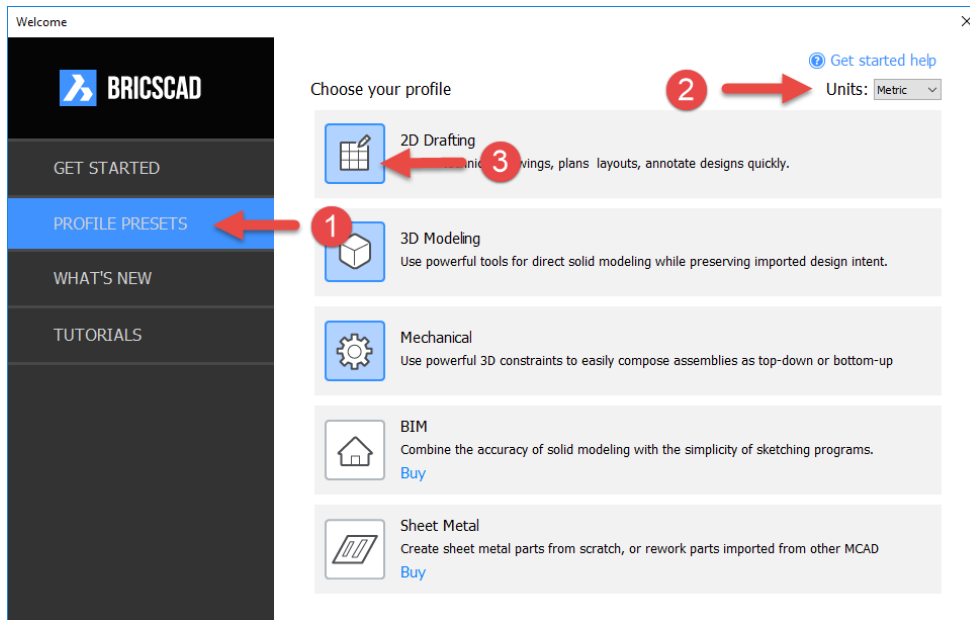 Welcome
BRICSCAD
GET STARTED
PROFILE PRESETS
WHAT'S NEW
TUTORIALS
Get started help
Choose your profile
2
Units: Metric
2D Drafting
3
wings, plans layouts, annotate designs quickly.
1
3D Modeling
Use powerful tools for direct solid modeling while preserving imported design intent.
Mechanical
Use powerful 3D constraints to easily compose assemblies as top-down or bottom-up
BIM
Combine the accuracy of solid modeling with the simplicity of sketching programs.
Buy
Sheet Metal
Create sheet metal parts from scratch, or rework parts imported from other MCAD
Buy